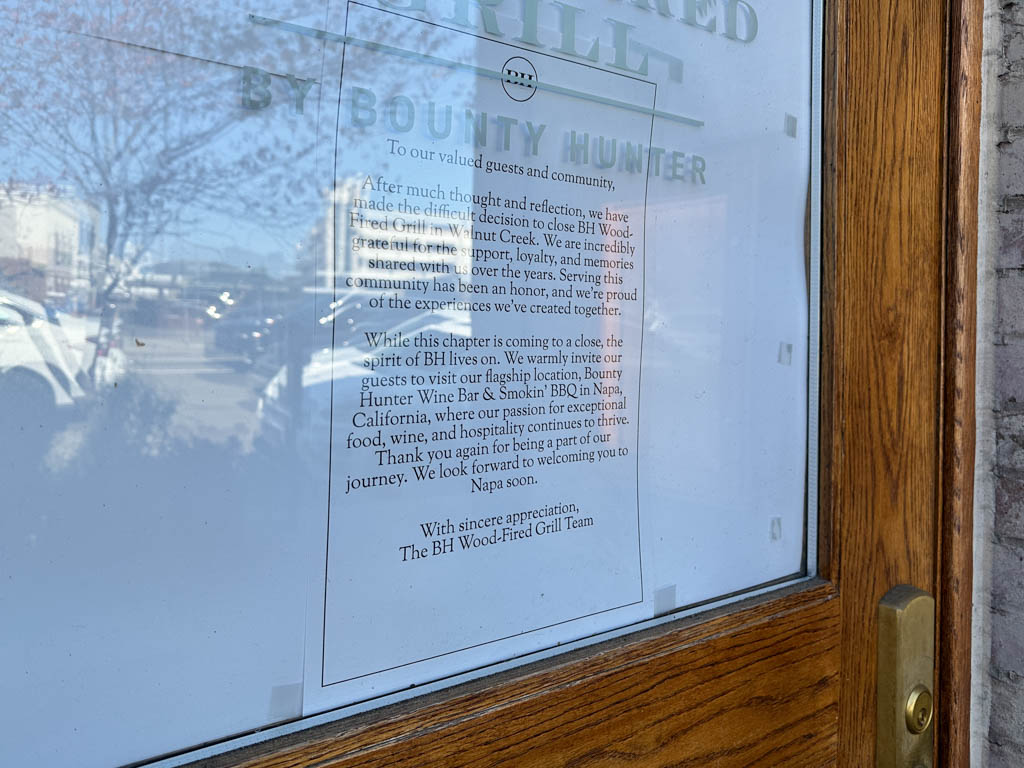 RED
GRILL
BH
BY BOUNTY HUNTER
To our valued guests and community,
After much thought and reflection, we have
made the difficult decision to close BH Wood-
Fired Grill in Walnut Creek. We are incredibly
grateful for the support, loyalty, and memories
shared with us over the years. Serving this
community has been an honor, and we're proud
of the experiences we've created together.
While this chapter is coming to a close, the
spirit of BH lives on. We warmly invite our
guests to visit our flagship location, Bounty
Hunter Wine Bar & Smokin' BBQ in Napa,
California, where our passion for exceptional
food, wine, and hospitality continues to thrive.
Thank you again for being a part of our
journey. We look forward to welcoming you to
Napa soon.
With sincere appreciation,
The BH Wood-Fired Grill Team